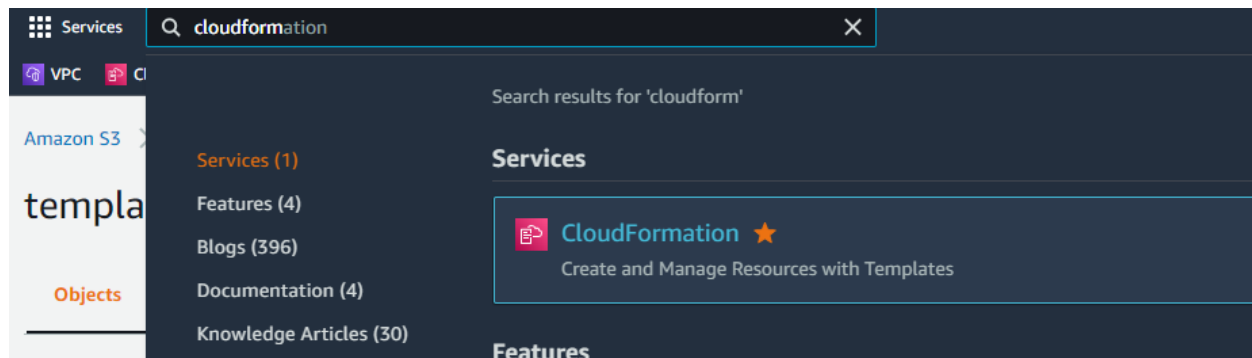 Services
cloudformation
VPC
Search results for 'cloudform'
Amazon S3
Services (1)
Services
templa
Features (4)
CloudFormation
Blogs (396)
Create and Manage Resources with Templates
Objects
Documentation (4)
Knowledge Articles (30)
Features